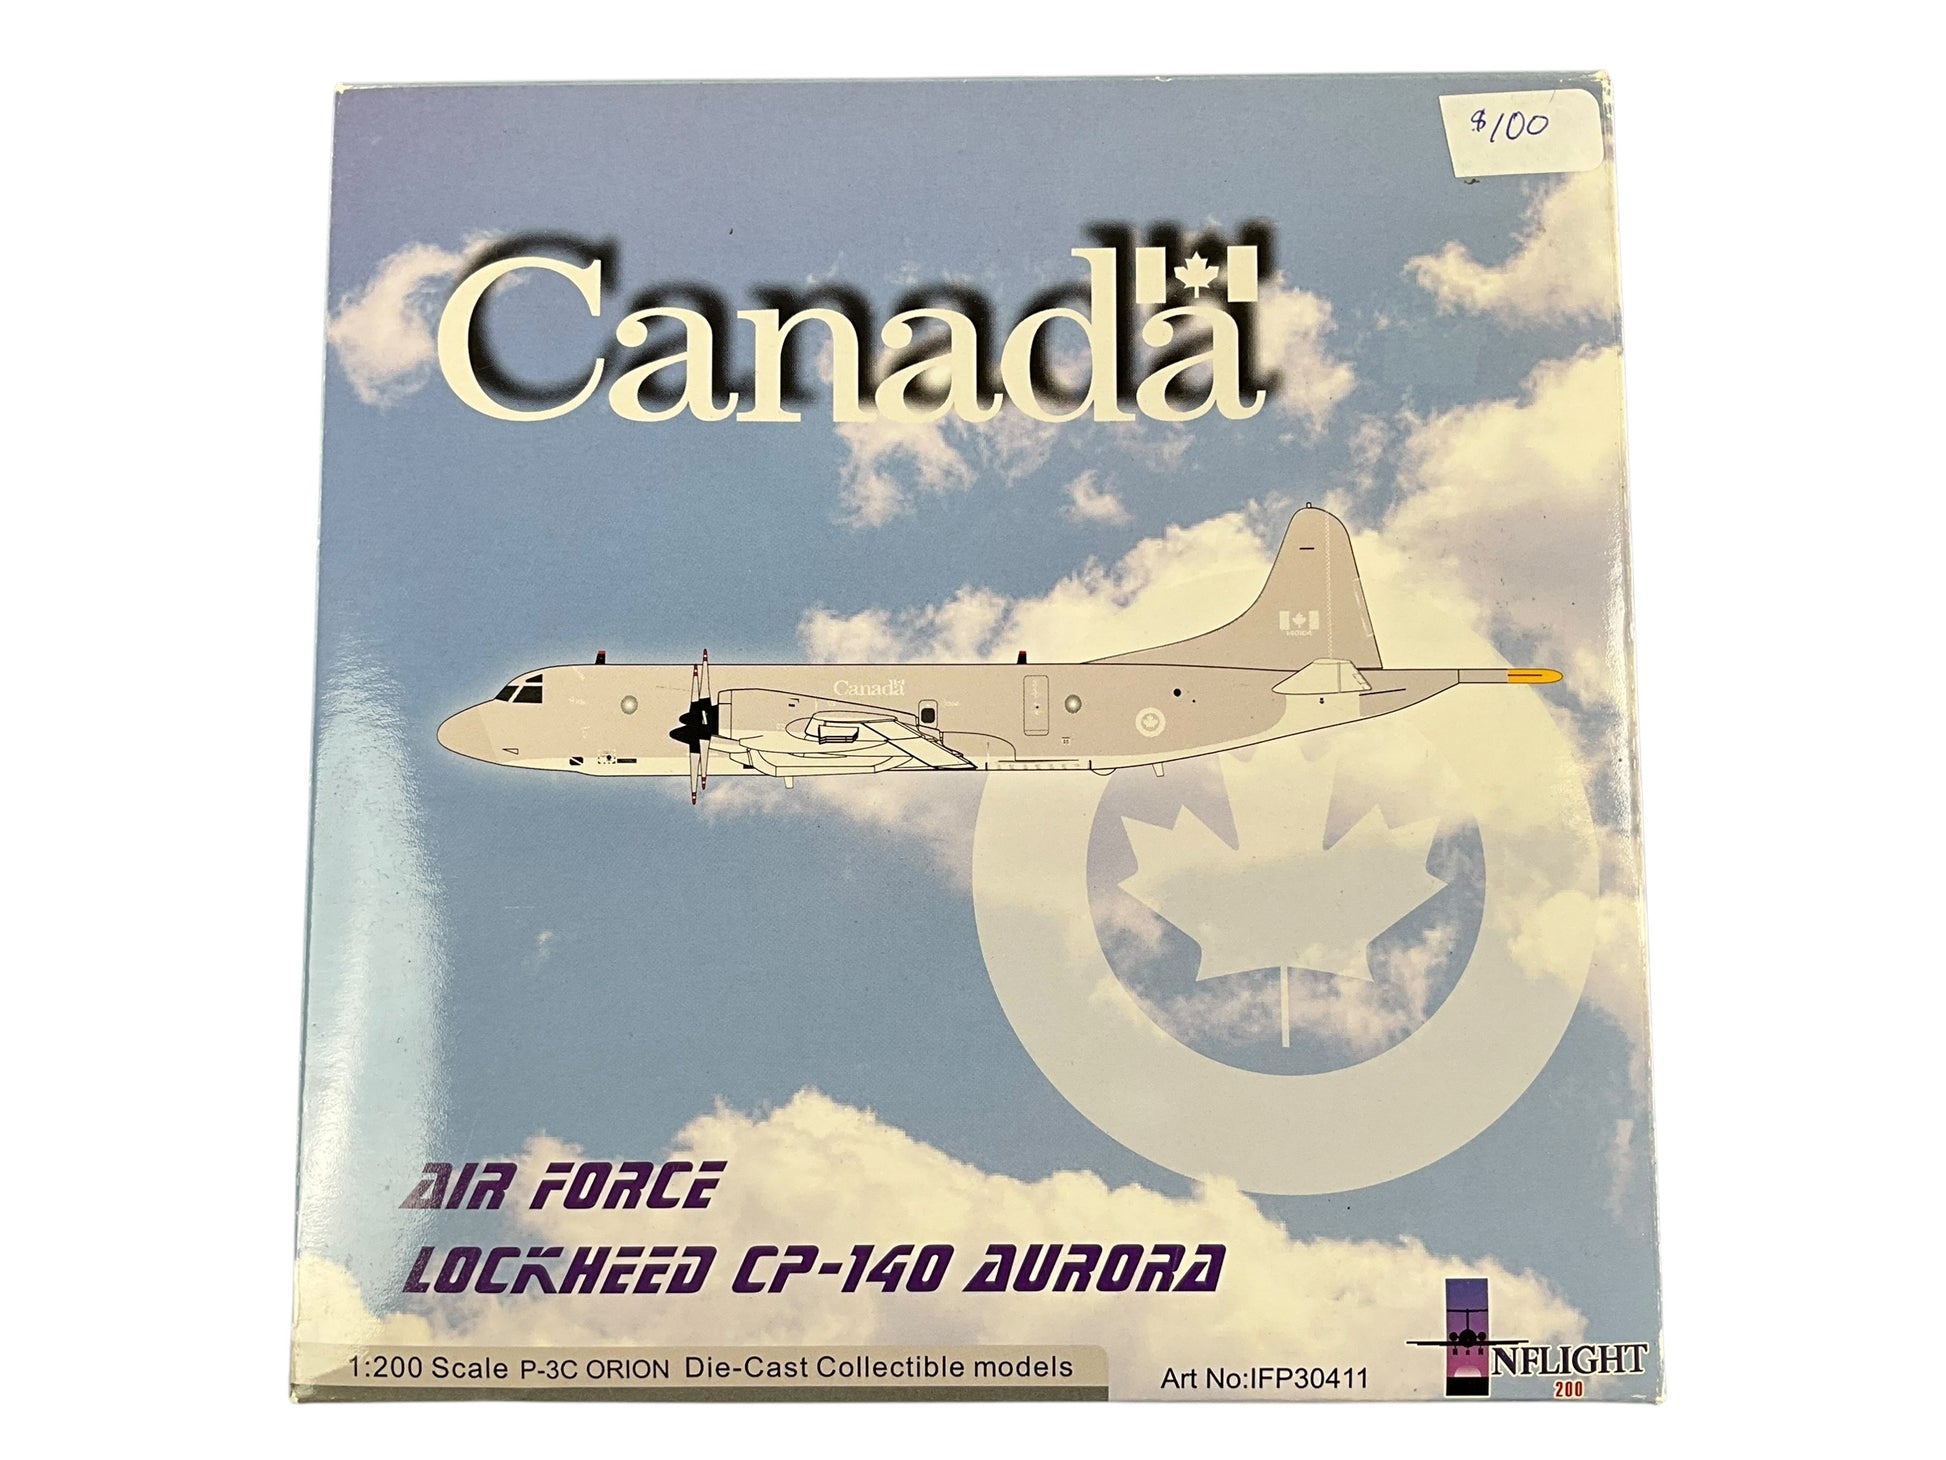 $100
Canada
Canada
AIR FORCE
LOCKHEED CP-140 AURORA
1:200 Scale P-3C ORION Die-Cast Collectible models
Art No:IFP30411
INFLIGHT
200